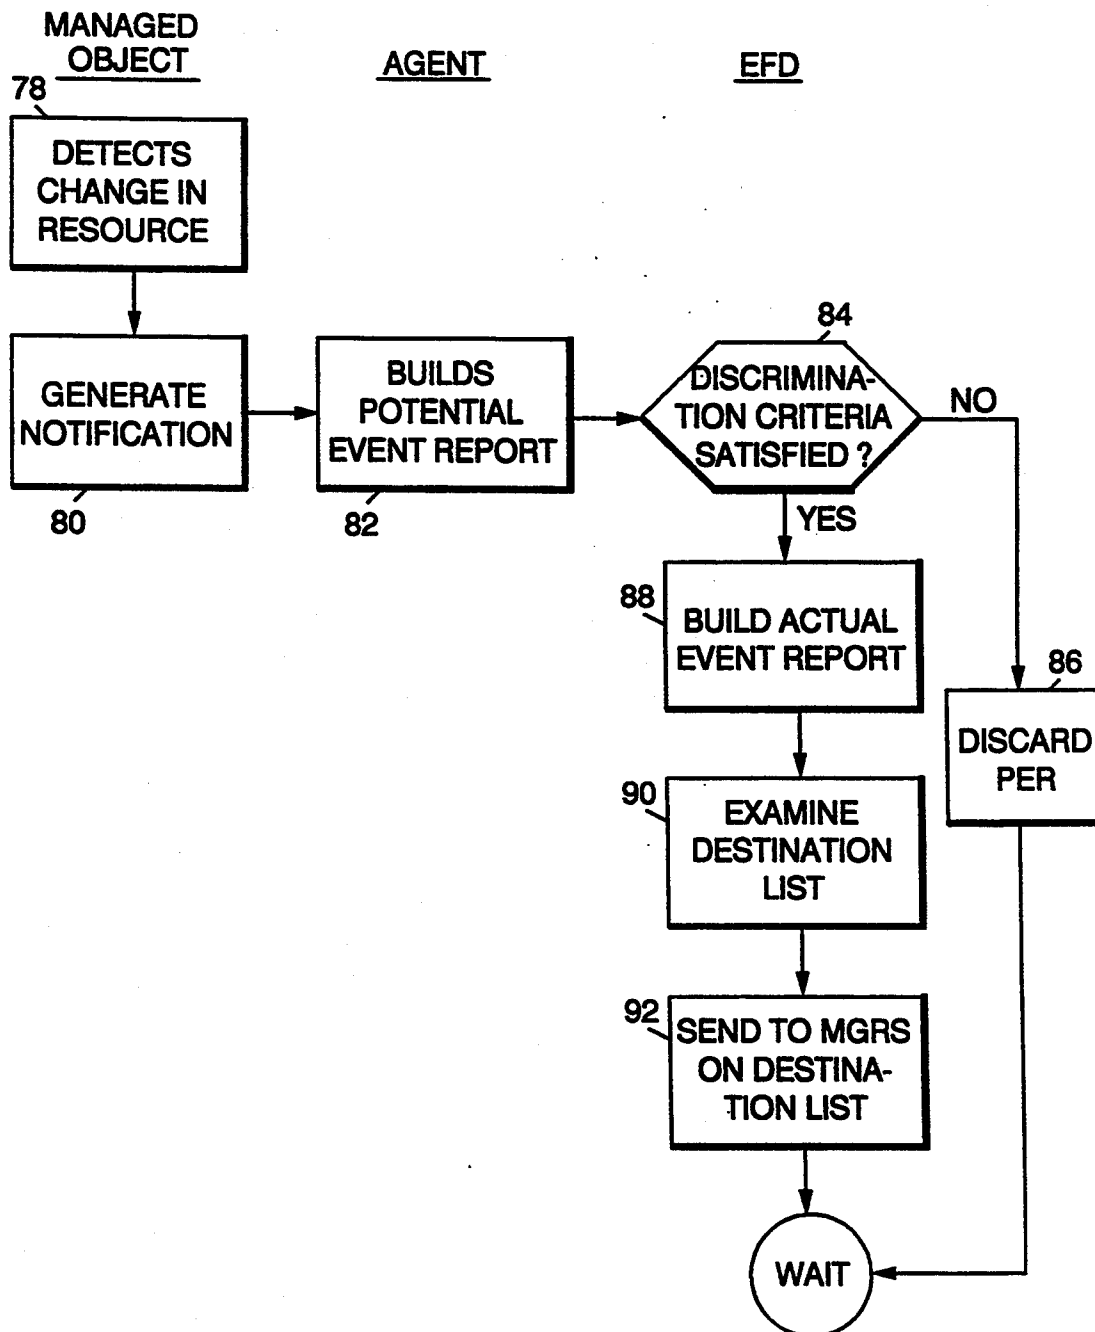 MANAGED
OBJECT
AGENT
EFD
78
DETECTS
CHANGE IN
RESOURCE
GENERATE
NOTIFICATION
80
BUILDS
POTENTIAL
EVENT REPORT
82
84
DISCRIMINA-
TION CRITERIA
SATISFIED ?
NO
YES
88
BUILD ACTUAL
EVENT REPORT
86
DISCARD
PER
90
EXAMINE
DESTINATION
LIST
92
SEND TO MGRS
ON DESTINA-
TION LIST
WAIT